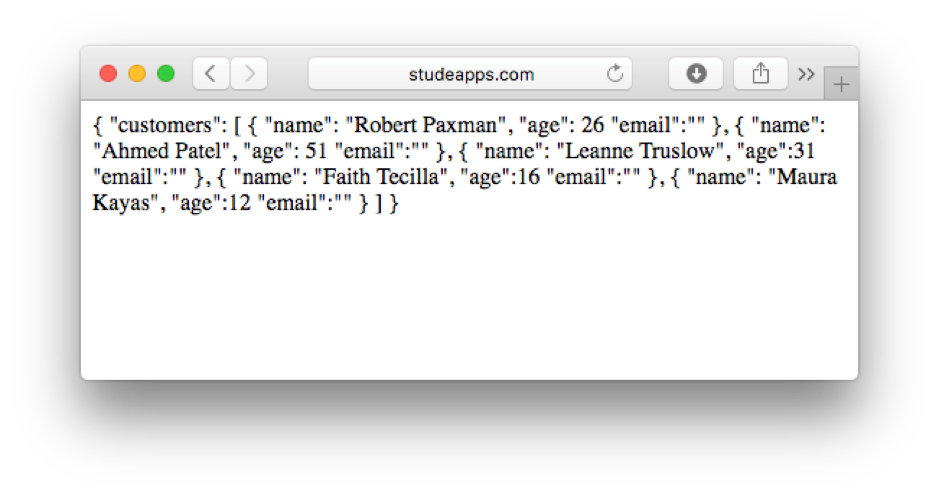 studeapps.com
{ "customers": [ { "name": "Robert Paxman", "age": 26 "email":"" }, { "name":
"Ahmed Patel", "age": 51 "email":"" }, { "name": "Leanne Truslow", "age":31
"email":"" }, { "name": "Faith Tecilla", "age":16 "email":"" }, { "name": "Maura
Kayas", "age":12 "email":"" } ] }